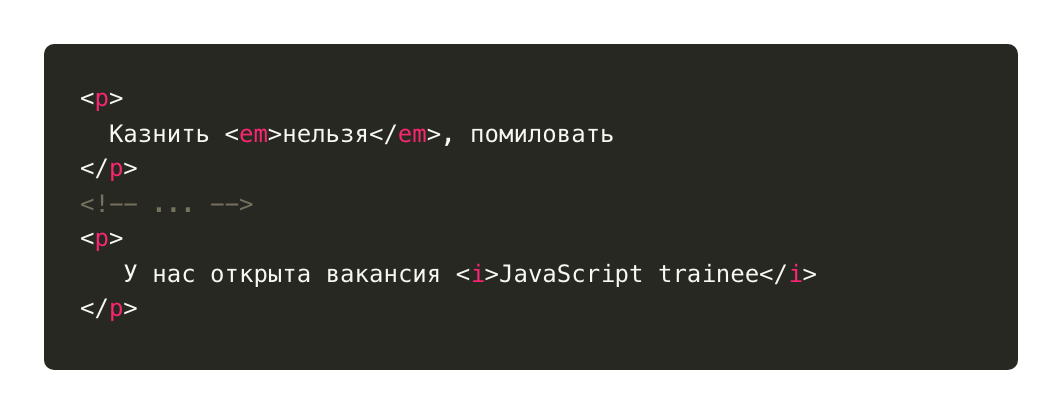 <p>
  Казнить <em>нельзя</em>, помиловать
</p>
<!-- ... -->
<p>
   У нас открыта вакансия <i>JavaScript trainee</i>
</p>